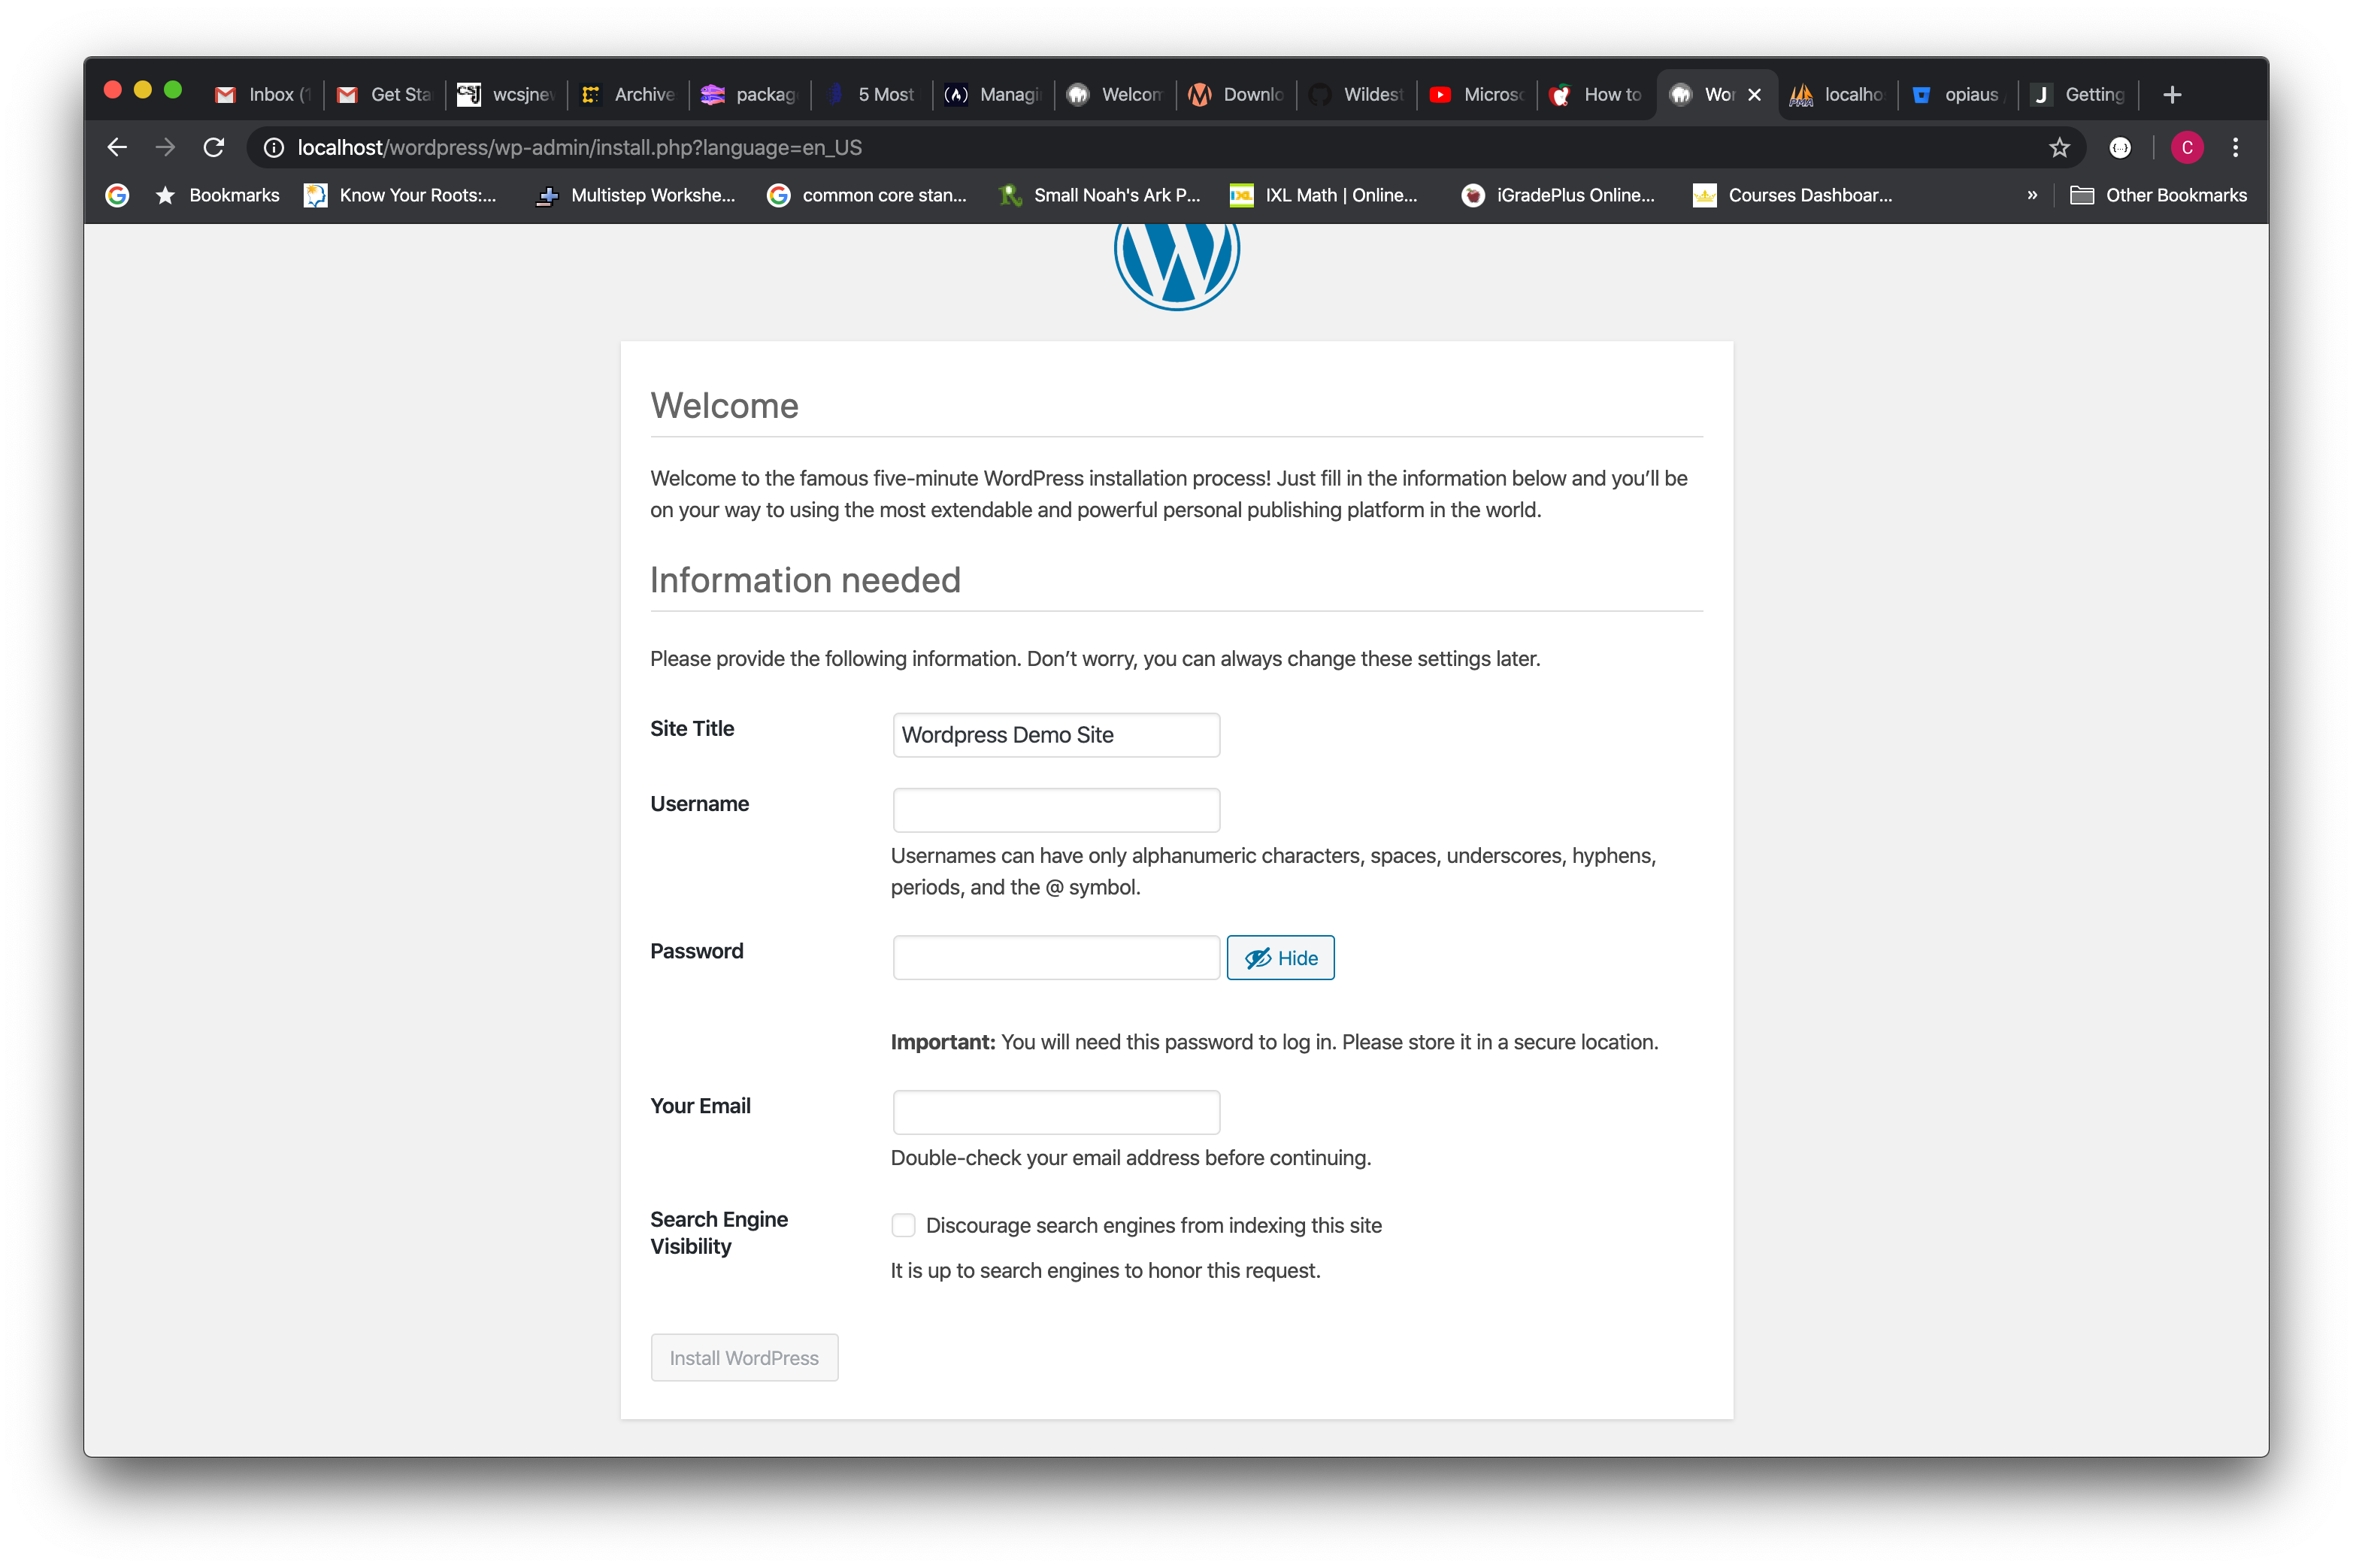 Inbox (1
Get Sta
wcsjnew
Archive
packag
5 Most
Managi
Welcom
Downlo
Wildest
Microso
How to
Wor
localho
opiaus /
Getting
localhost/wordpress/wp-admin/install.php?language=en_US
C
Bookmarks
Know Your Roots:...
Multistep Workshe...
common core stan...
Small Noah's Ark P...
IXL Math | Online...
iGradePlus Online...
Courses Dashboar...
»
Other Bookmarks
Welcome
Welcome to the famous five-minute WordPress installation process! Just fill in the information below and you’ll be
on your way to using the most extendable and powerful personal publishing platform in the world.
Information needed
Please provide the following information. Don’t worry, you can always change these settings later.
Site Title
Wordpress Demo Site
Username
Usernames can have only alphanumeric characters, spaces, underscores, hyphens,
periods, and the @ symbol.
Password
Hide
Important: You will need this password to log in. Please store it in a secure location.
Your Email
Double-check your email address before continuing.
Search Engine
Visibility
Discourage search engines from indexing this site
It is up to search engines to honor this request.
Install WordPress